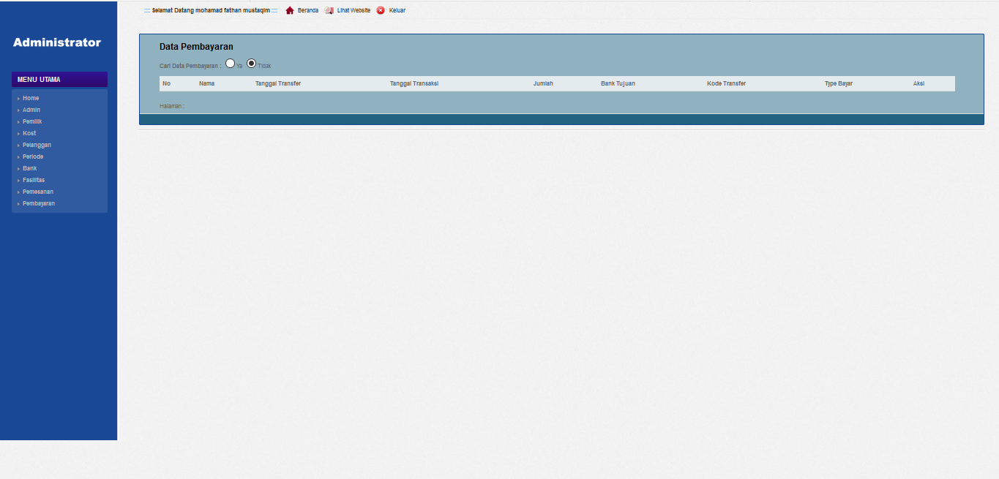 :::: Selamat Datang mohamad fathan mustaqim :::: Beranda Lihat Website Keluar
Administrator
MENU UTAMA
Home
Admin
Pemilik
Kost
Pelanggan
Periode
Bank
Fasilitas
Pemesanan
Pembayaran
Data Pembayaran
Cari Data Pembayaran : Ya Tidak
No Nama Tanggal Transfer Tanggal Transaksi Jumlah Bank Tujuan Kode Transfer Type Bayar Aksi
Halaman :